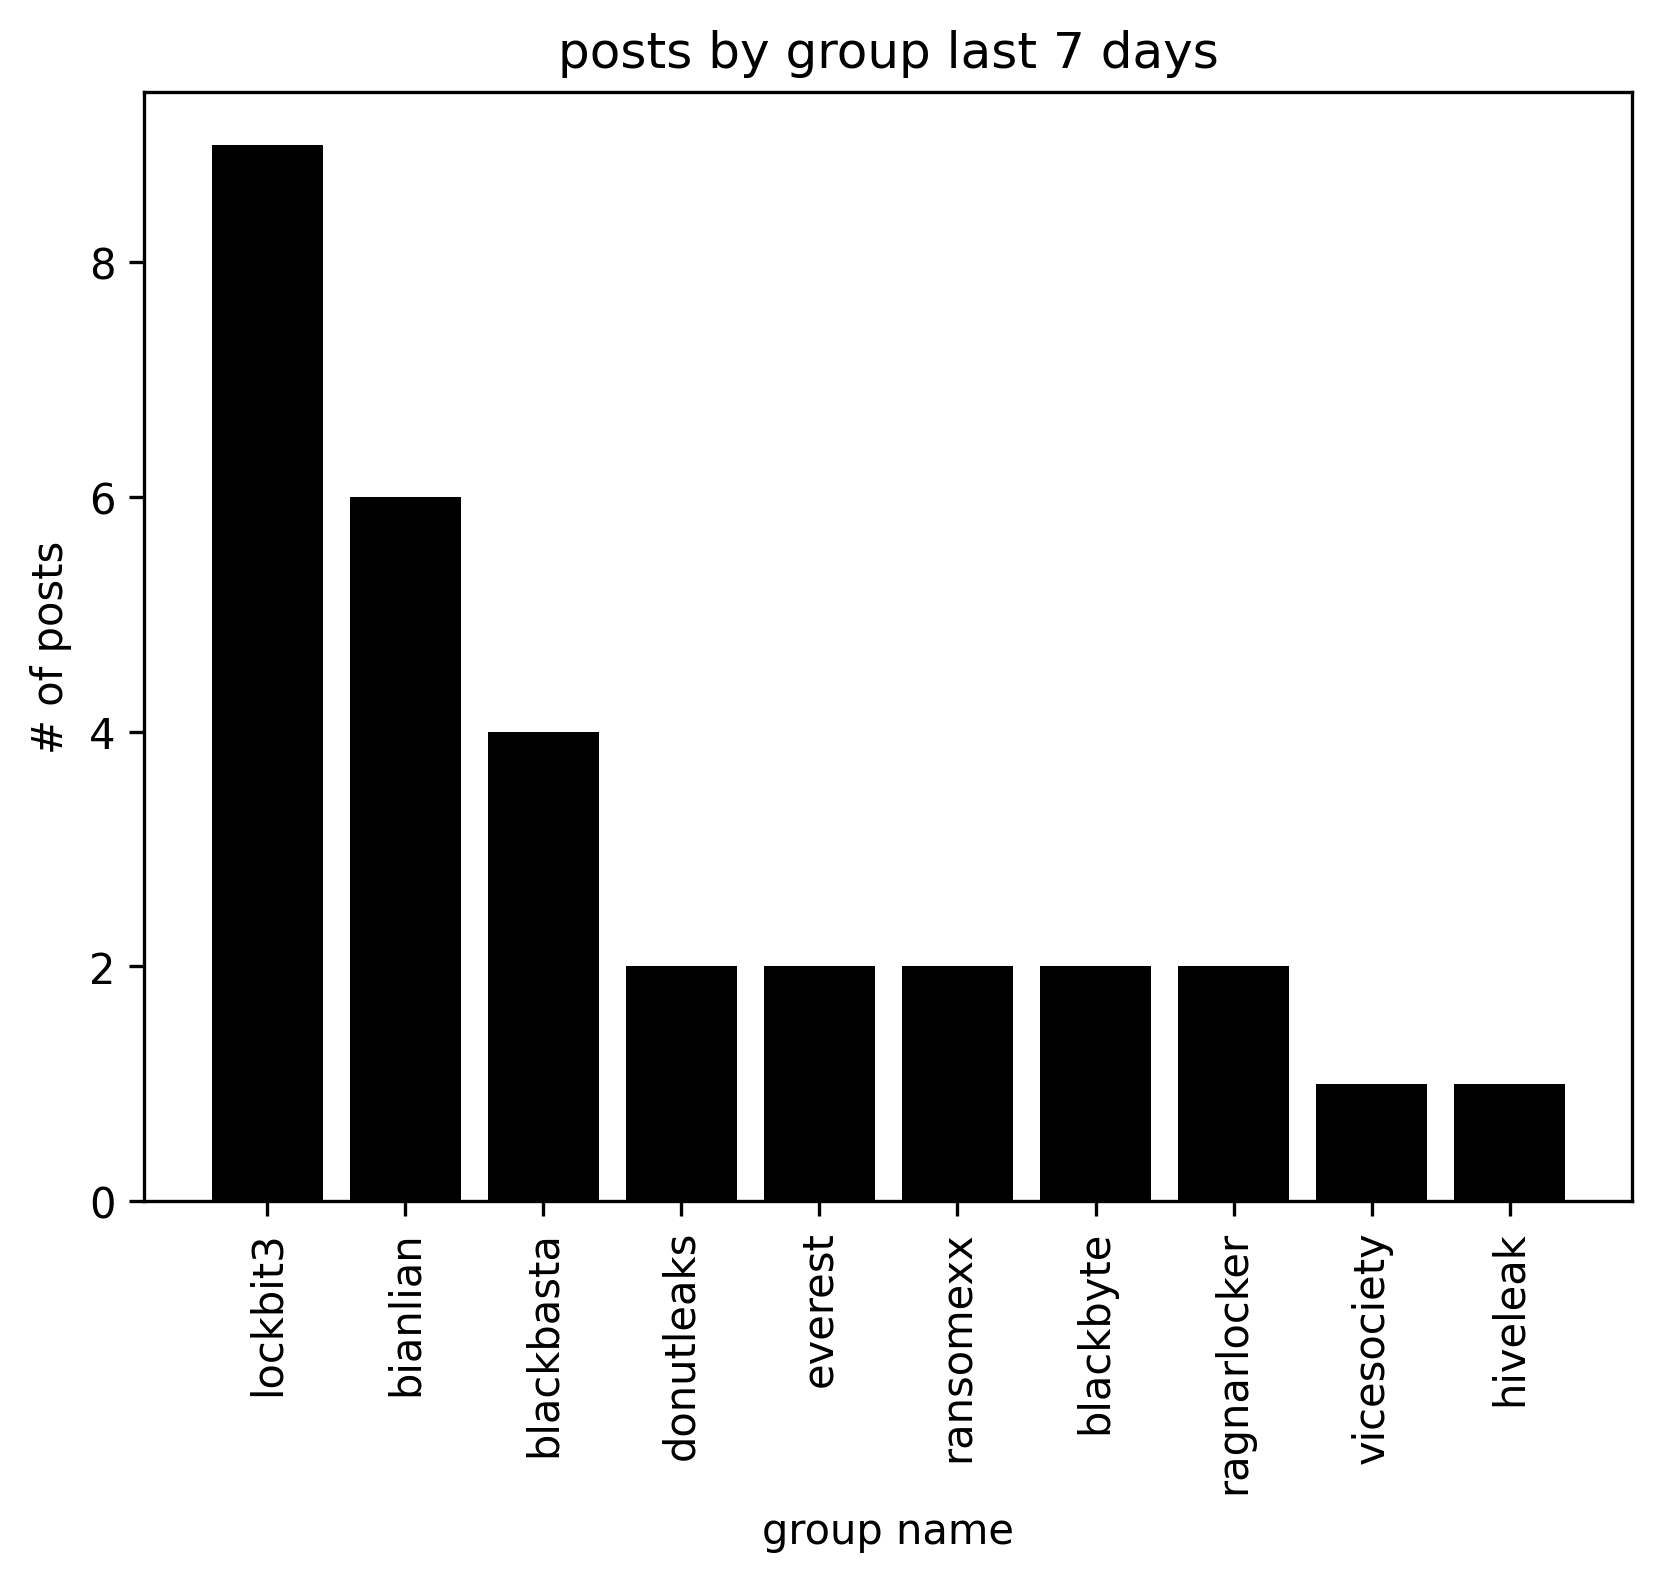 posts by group last 7 days
# of posts
8
6
4
2
0
lockbit3
bianlian
blackbasta
donutleaks
everest
ransomexx
blackbyte
ragnarlocker
vicesociety
hiveleak
group name